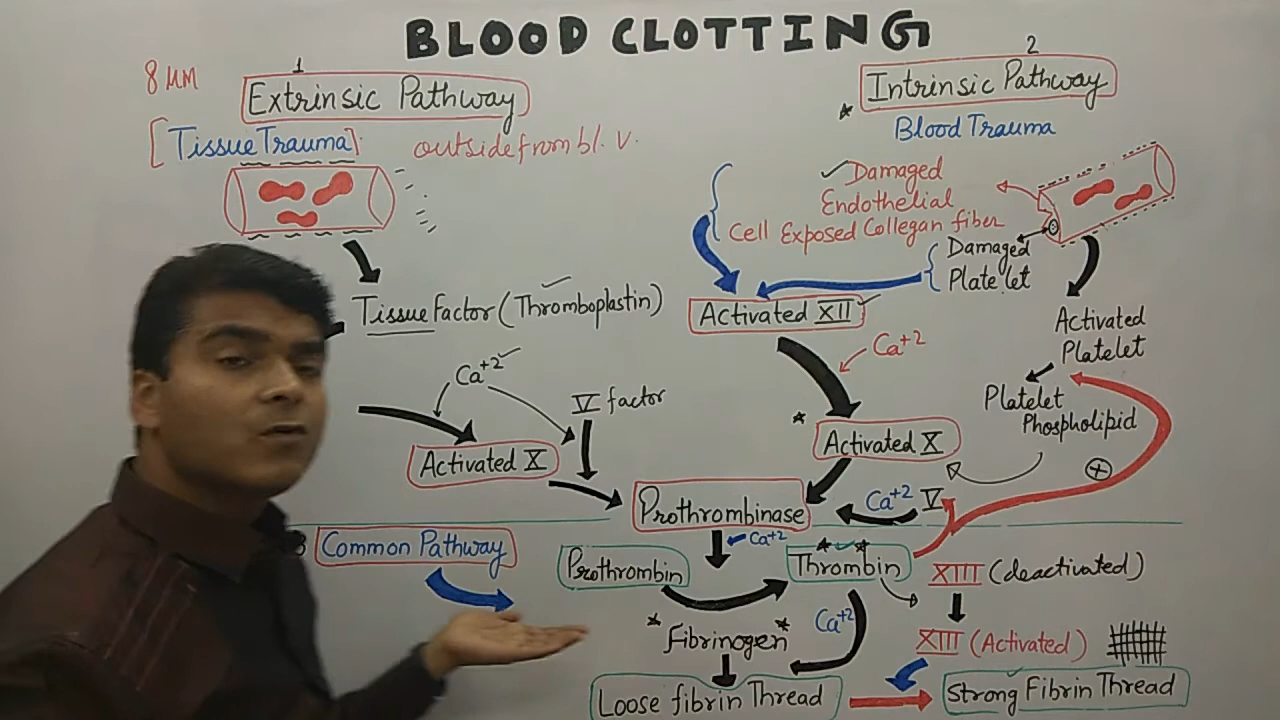 BLOOD CLOTTING
8 µM
1
Extrinsic Pathway
[Tissue Trauma]
outside from bl. v.
2
Intrinsic Pathway
Blood Trauma
Damaged
Endothelial
Cell Exposed Collegan fiber
Damaged
Platelet
Activated XII
Ca+2
Activated
Platelet
Platelet
Phospholipid
Tissue factor (Thromboplastin)
Ca+2
V factor
Activated X
Activated X
Prothrombinase
Ca+2 V
+
3 Common Pathway
Ca+2
Prothrombin
Thrombin
XIII (deactivated)
Ca+2
Fibrinogen
XIII (Activated)
Loose fibrin Thread
Strong Fibrin Thread